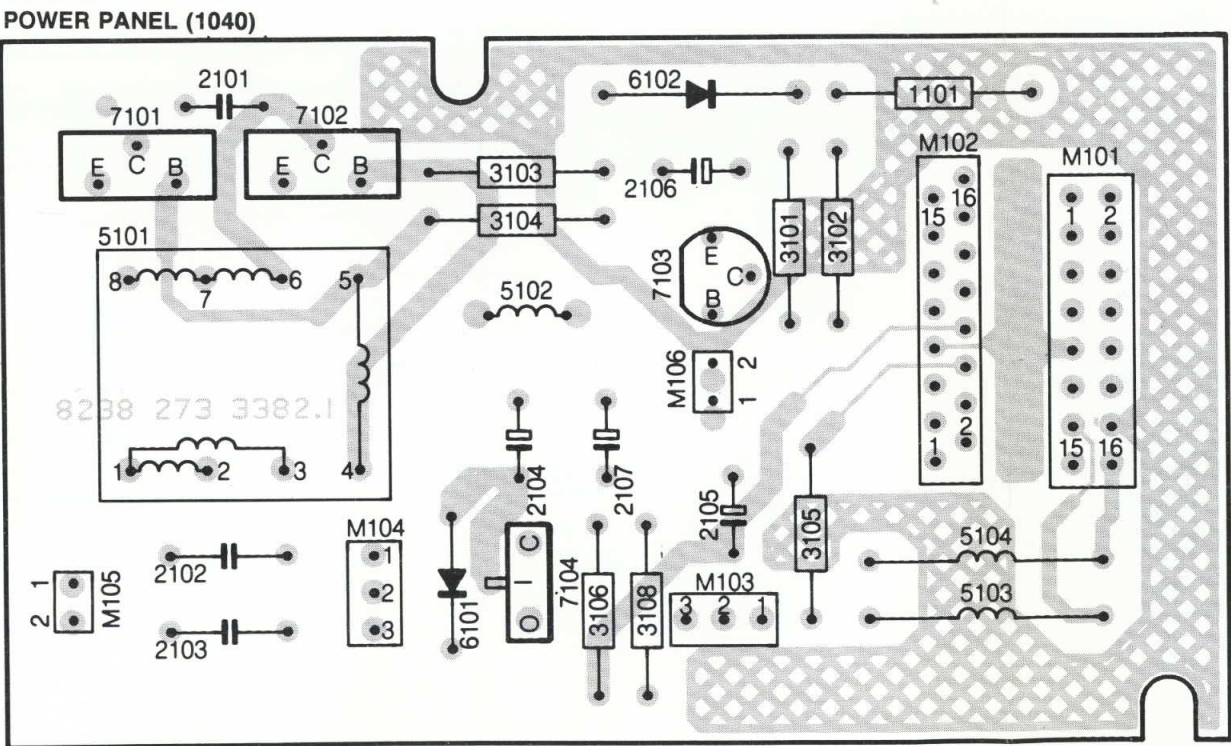 POWER PANEL (1040)
2101
6102
1101
7101
7102
M102
M101
E C B
E C B
3103
2106
15 16
1 2
3104
3101
3102
E
C
B
7103
5101
8 7 6 5
5102
M106
2
1
8238 273 3382.1
1 2 3 4
2104
2107
2105
3105
1 2
15 16
M104
1
2
3
5104
5103
M105
1
2
2102
2103
6101
C
I
O
7104
3106
3108
M103
3 2 1